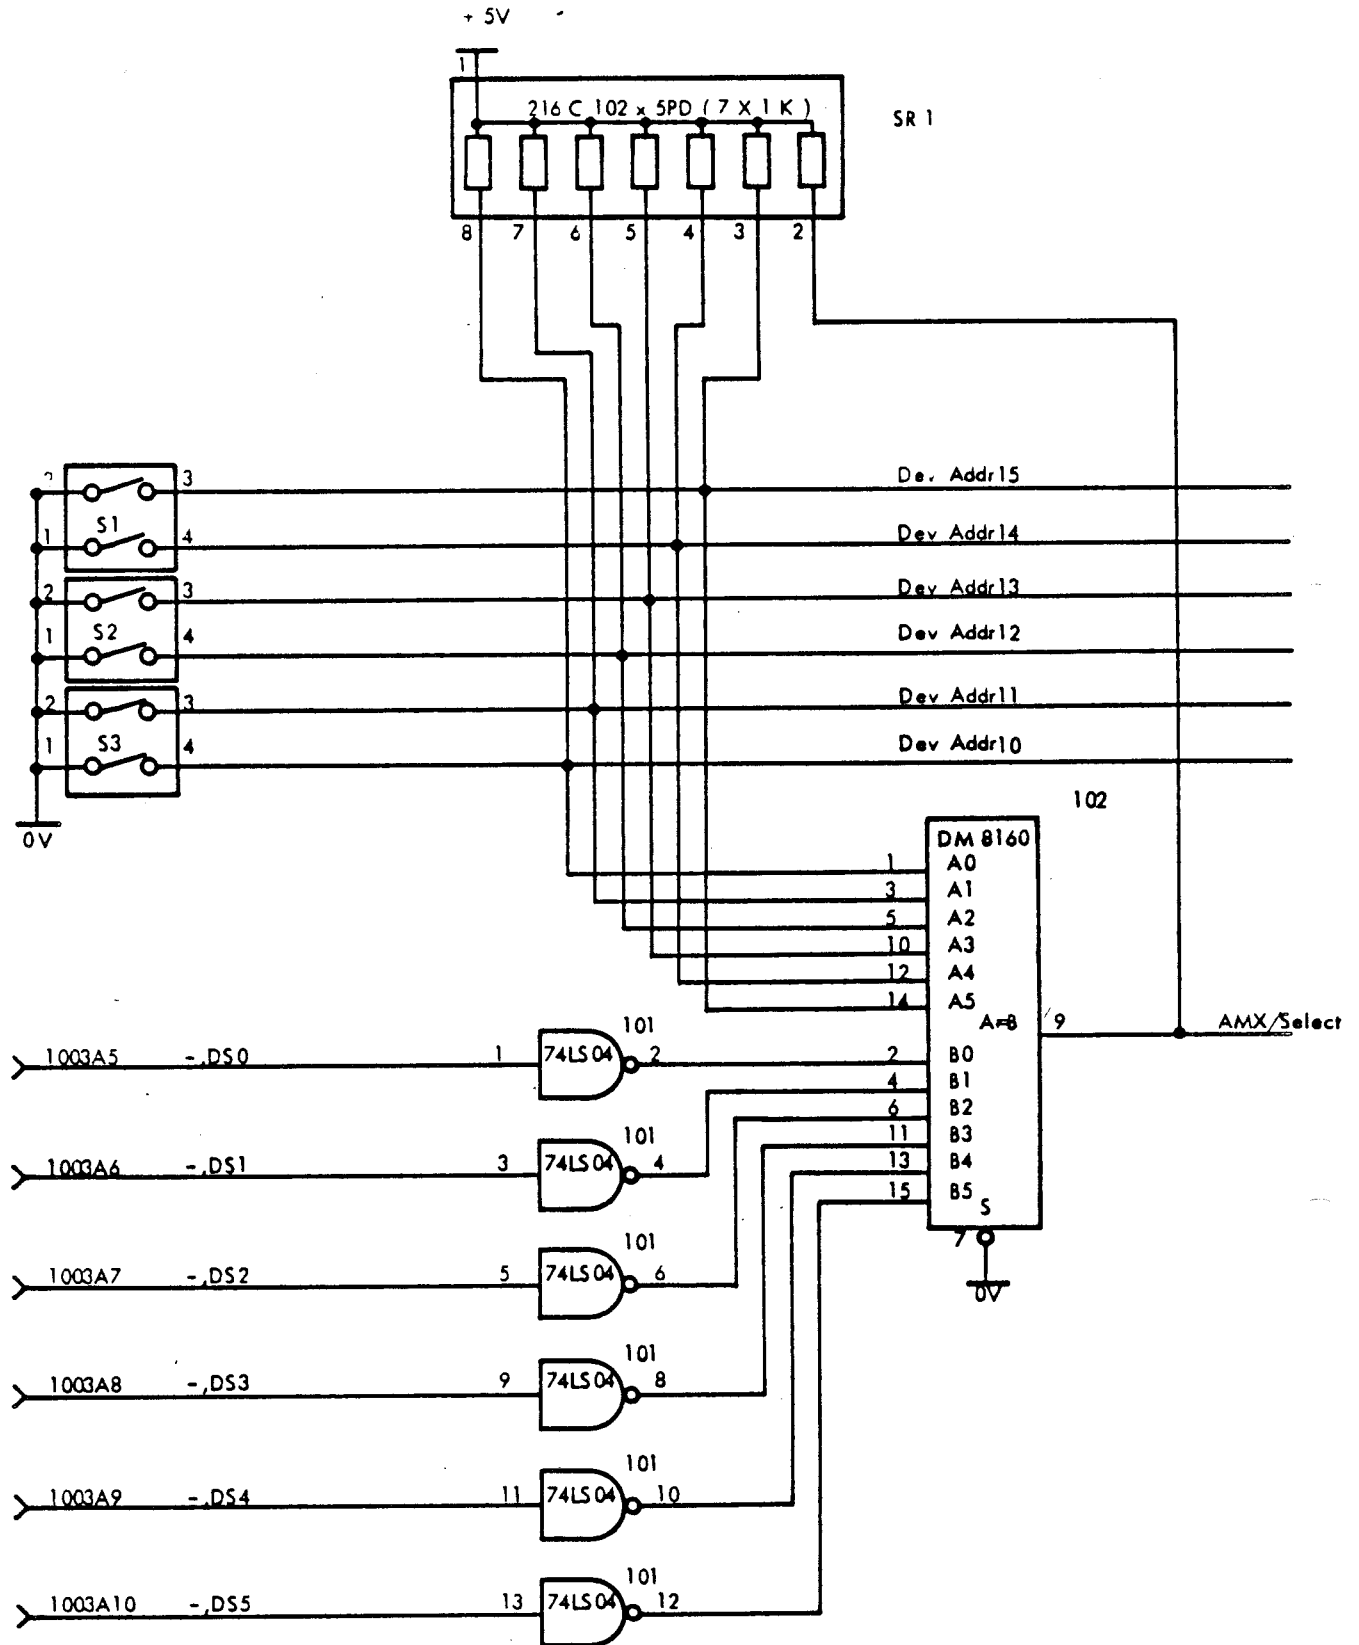 + 5V
1
216 C 102 x 5PD ( 7 X 1 K )
SR 1
8 7 6 5 4 3 2
3
Dev Addr15
S1
1 4
Dev Addr14
2 3
Dev Addr13
S2
1 4
Dev Addr12
2 3
Dev Addr11
S3
1 4
Dev Addr10
0V
102
DM 8160
1 A0
3 A1
5 A2
10 A3
12 A4
14 A5
A=B 9 AMX/Select
2 B0
4 B1
6 B2
11 B3
13 B4
15 B5
S
7
0V
101
1003A5 -,DS0 1 74LS04 2
101
1003A6 -,DS1 3 74LS04 4
101
1003A7 -,DS2 5 74LS04 6
101
1003A8 -,DS3 9 74LS04 8
101
1003A9 -,DS4 11 74LS04 10
101
1003A10 -,DS5 13 74LS04 12